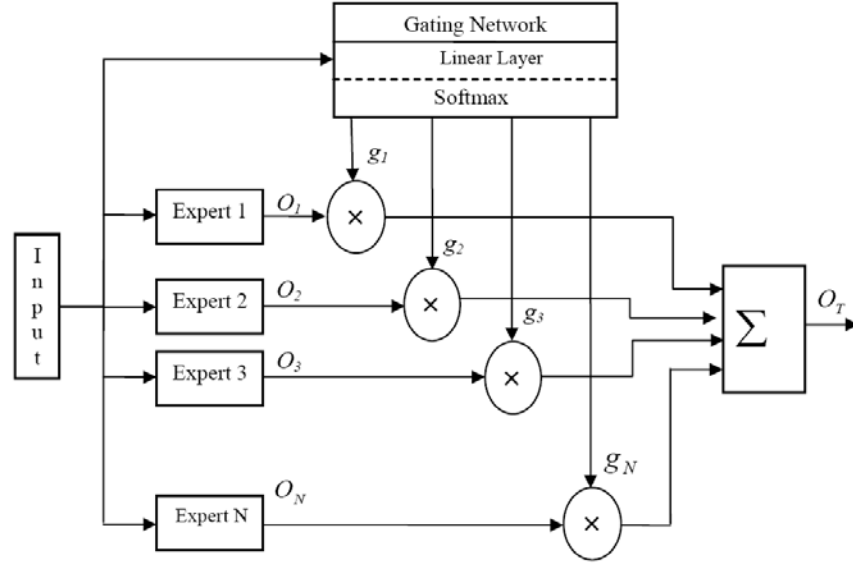 Gating Network
Linear Layer
Softmax
g1
Expert 1
O1
×
Input
g2
Expert 2
O2
×
g3
OT
Σ
Expert 3
O3
×
gN
Expert N
ON
×